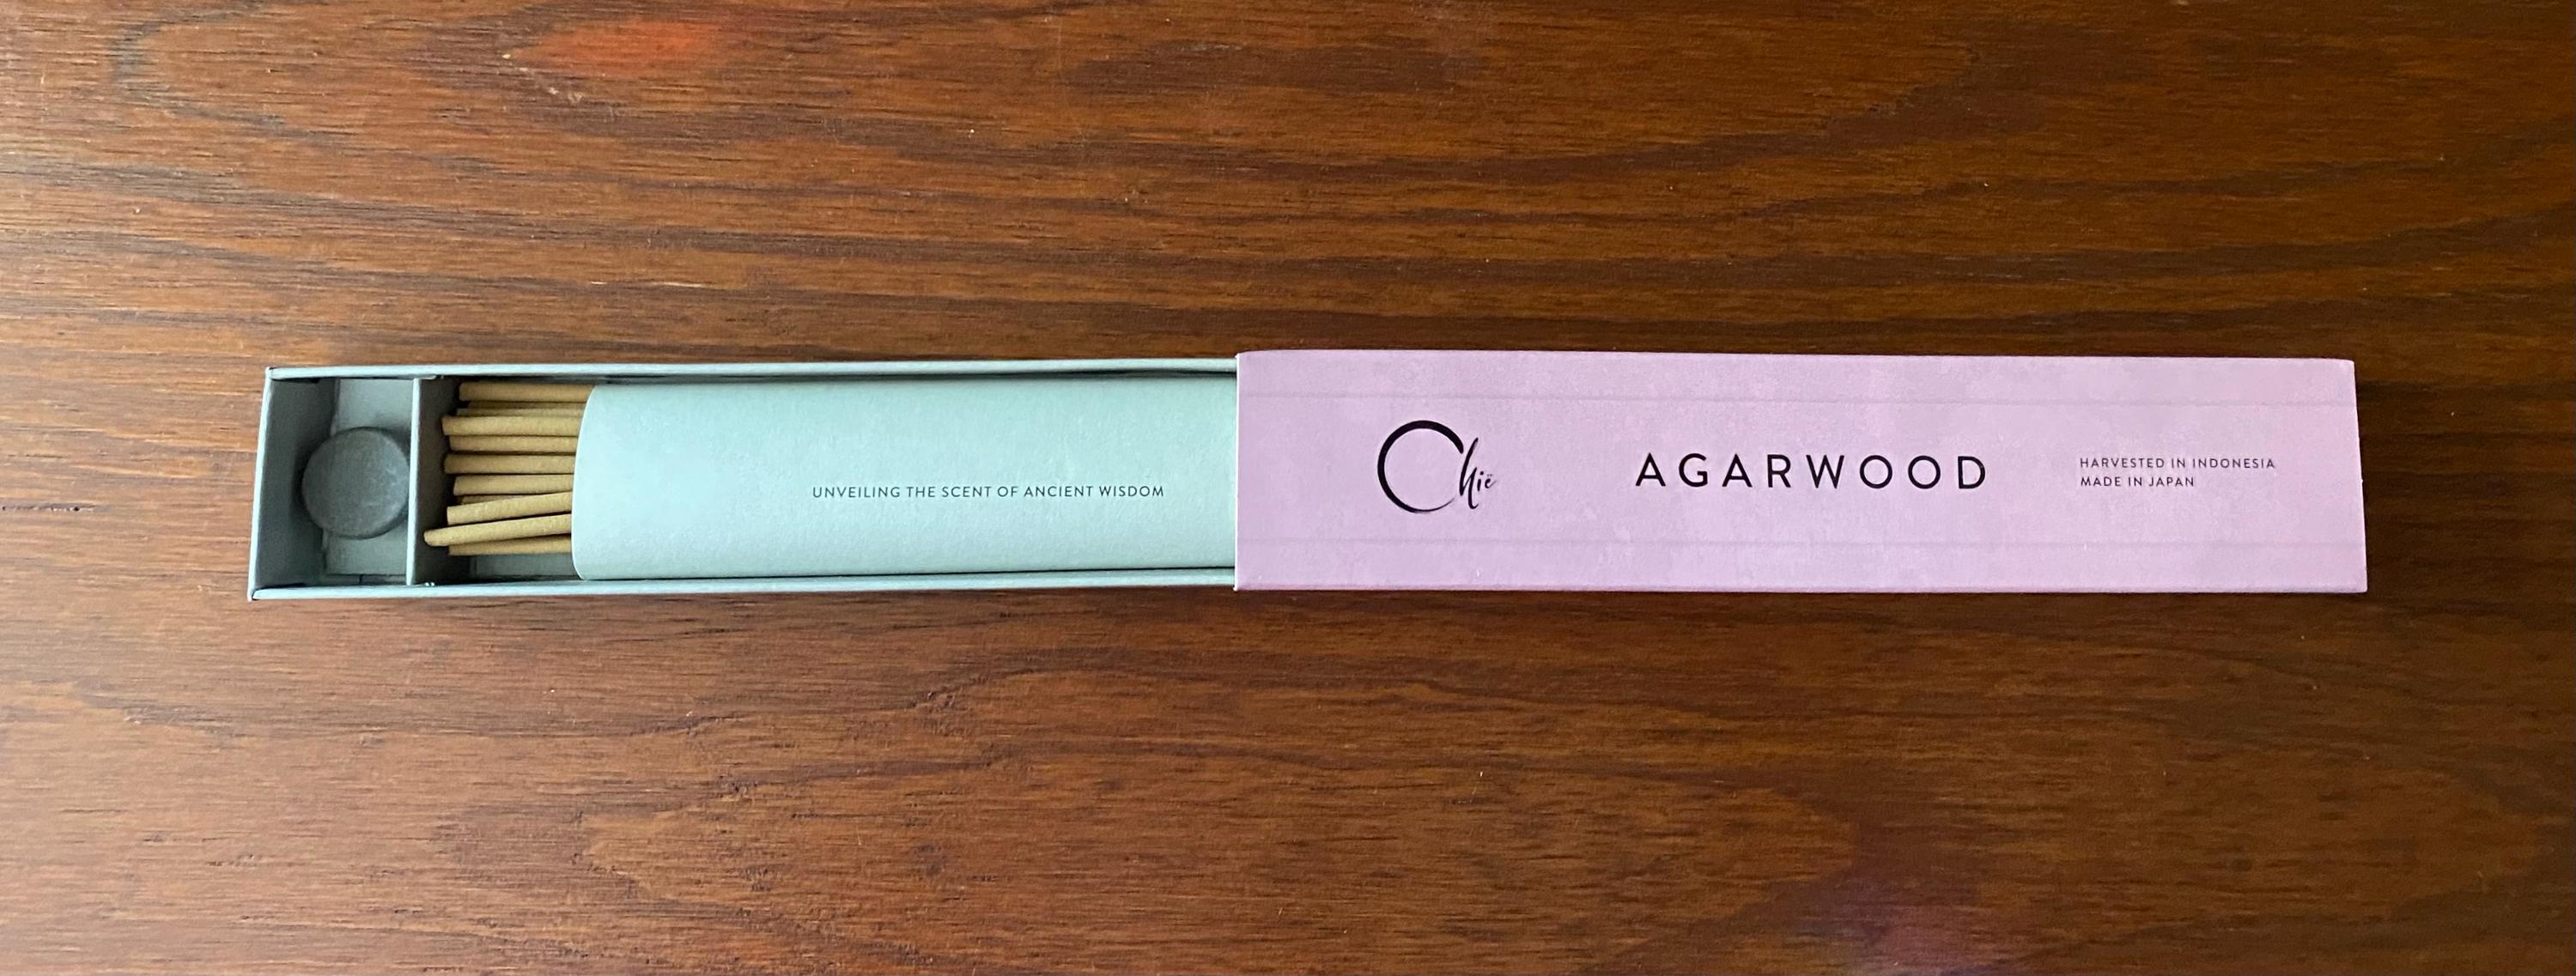 UNVEILING THE SCENT OF ANCIENT WISDOM
Chië
AGARWOOD
HARVESTED IN INDONESIA
MADE IN JAPAN